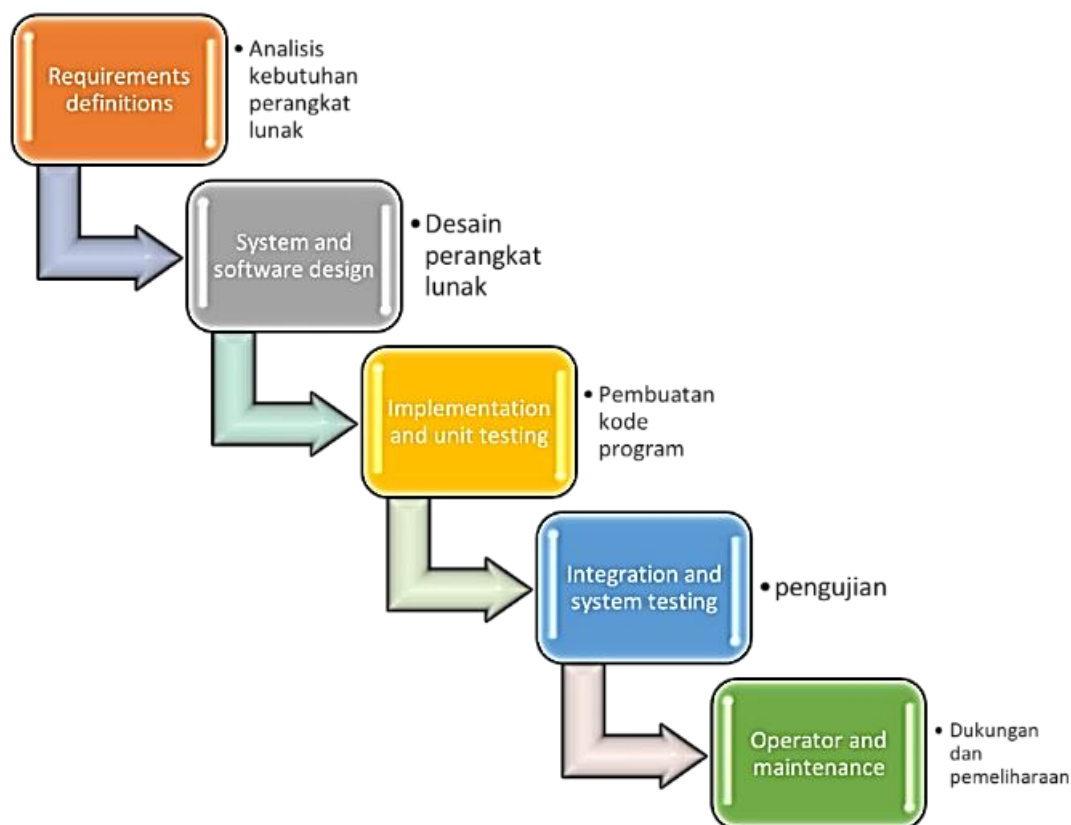 Requirements
definitions
• Analisis
kebutuhan
perangkat
lunak
System and
software design
• Desain
perangkat
lunak
Implementation
and unit testing
• Pembuatan
kode
program
Integration and
system testing
• pengujian
Operator and
maintenance
• Dukungan
dan
pemeliharaan